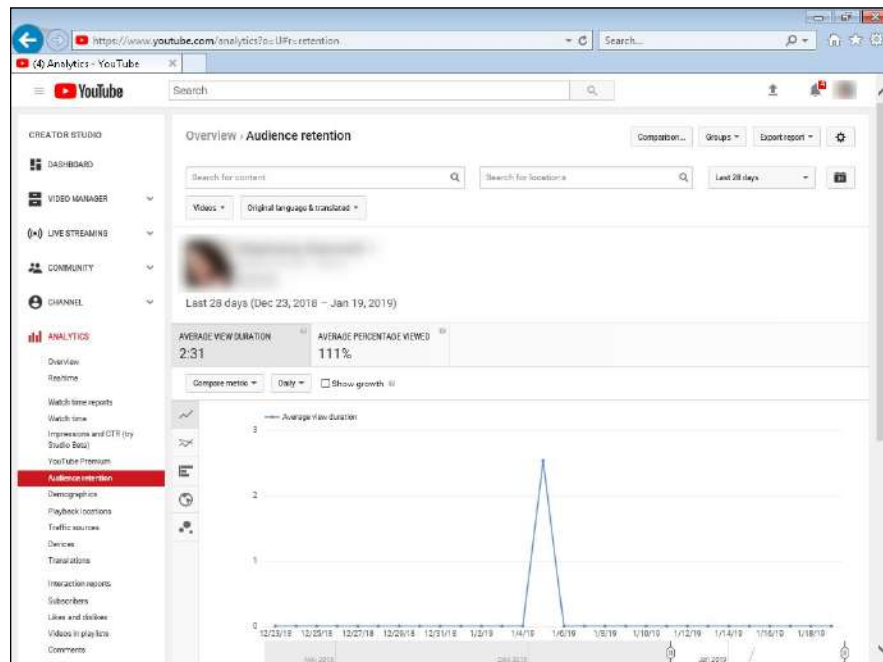 https://www.youtube.com/analytics?o=U#r=retention
Search...
(4) Analytics - YouTube
YouTube
Search
CREATOR STUDIO
DASHBOARD
VIDEO MANAGER
LIVE STREAMING
COMMUNITY
CHANNEL
ANALYTICS
Overview
Realtime
Watch time reports
Watch time
Impressions and CTR (try
Studio Beta)
YouTube Premium
Audience retention
Demographics
Playback locations
Traffic sources
Devices
Translations
Interaction reports
Subscribers
Likes and dislikes
Videos in playlists
Comments
Overview › Audience retention
Comparison...
Groups
Export report
Search for content
Search for locations
Last 28 days
Videos
Original language & translated
Last 28 days (Dec 23, 2018 – Jan 19, 2019)
AVERAGE VIEW DURATION
2:31
AVERAGE PERCENTAGE VIEWED
111%
Compare metric
Daily
Show growth
Average view duration
3
2
1
0
12/23/18 12/25/18 12/27/18 12/29/18 12/31/18 1/2/19 1/4/19 1/6/19 1/8/19 1/10/19 1/12/19 1/14/19 1/16/19 1/18/19
Nov 2018 Dec 2018 Jan 2019